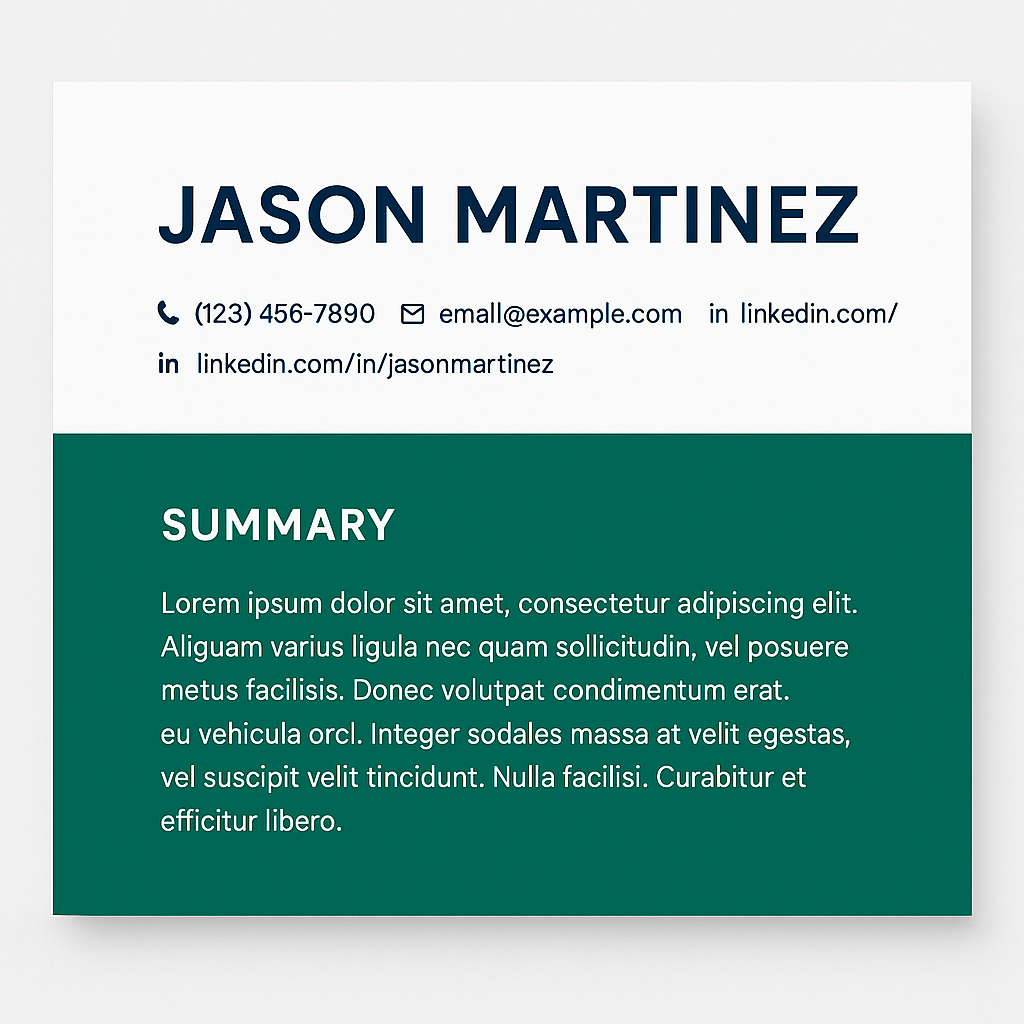 JASON MARTINEZ
(123) 456-7890 emall@example.com in linkedin.com/
in linkedin.com/in/jasonmartinez
SUMMARY
Lorem ipsum dolor sit amet, consectetur adipiscing elit.
Aliguam varius ligula nec quam sollicitudin, vel posuere
metus facilisis. Donec volutpat condimentum erat.
eu vehicula orcl. Integer sodales massa at velit egestas,
vel suscipit velit tincidunt. Nulla facilisi. Curabitur et
efficitur libero.